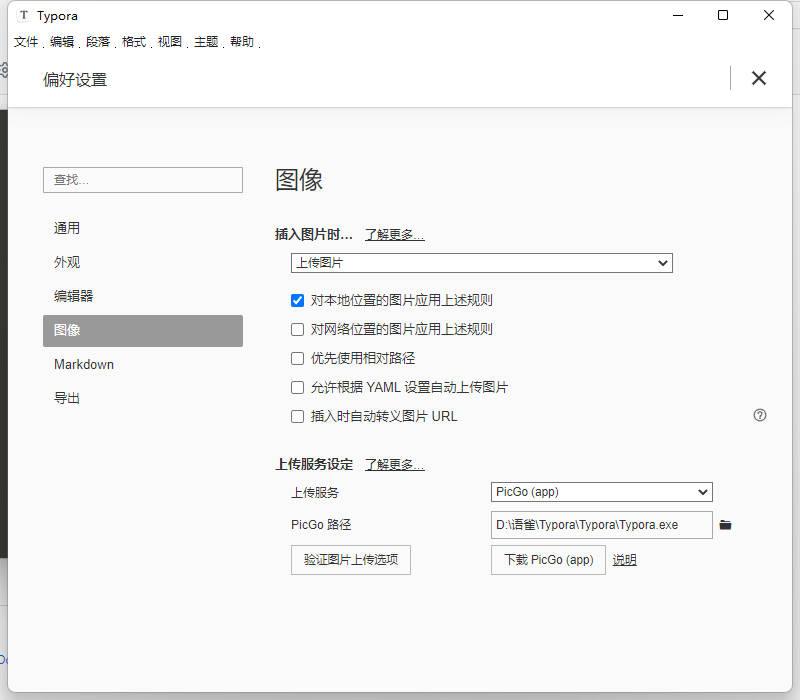 Typora
文件 编辑 段落 格式 视图 主题 帮助
偏好设置
查找...
通用
外观
编辑器
图像
Markdown
导出
图像
插入图片时... 了解更多...
上传图片
对本地位置的图片应用上述规则
对网络位置的图片应用上述规则
优先使用相对路径
允许根据 YAML 设置自动上传图片
插入时自动转义图片 URL
上传服务设定 了解更多...
上传服务 PicGo (app)
PicGo 路径 D:\语雀\Typora\Typora\Typora.exe
验证图片上传选项 下载 PicGo (app) 说明